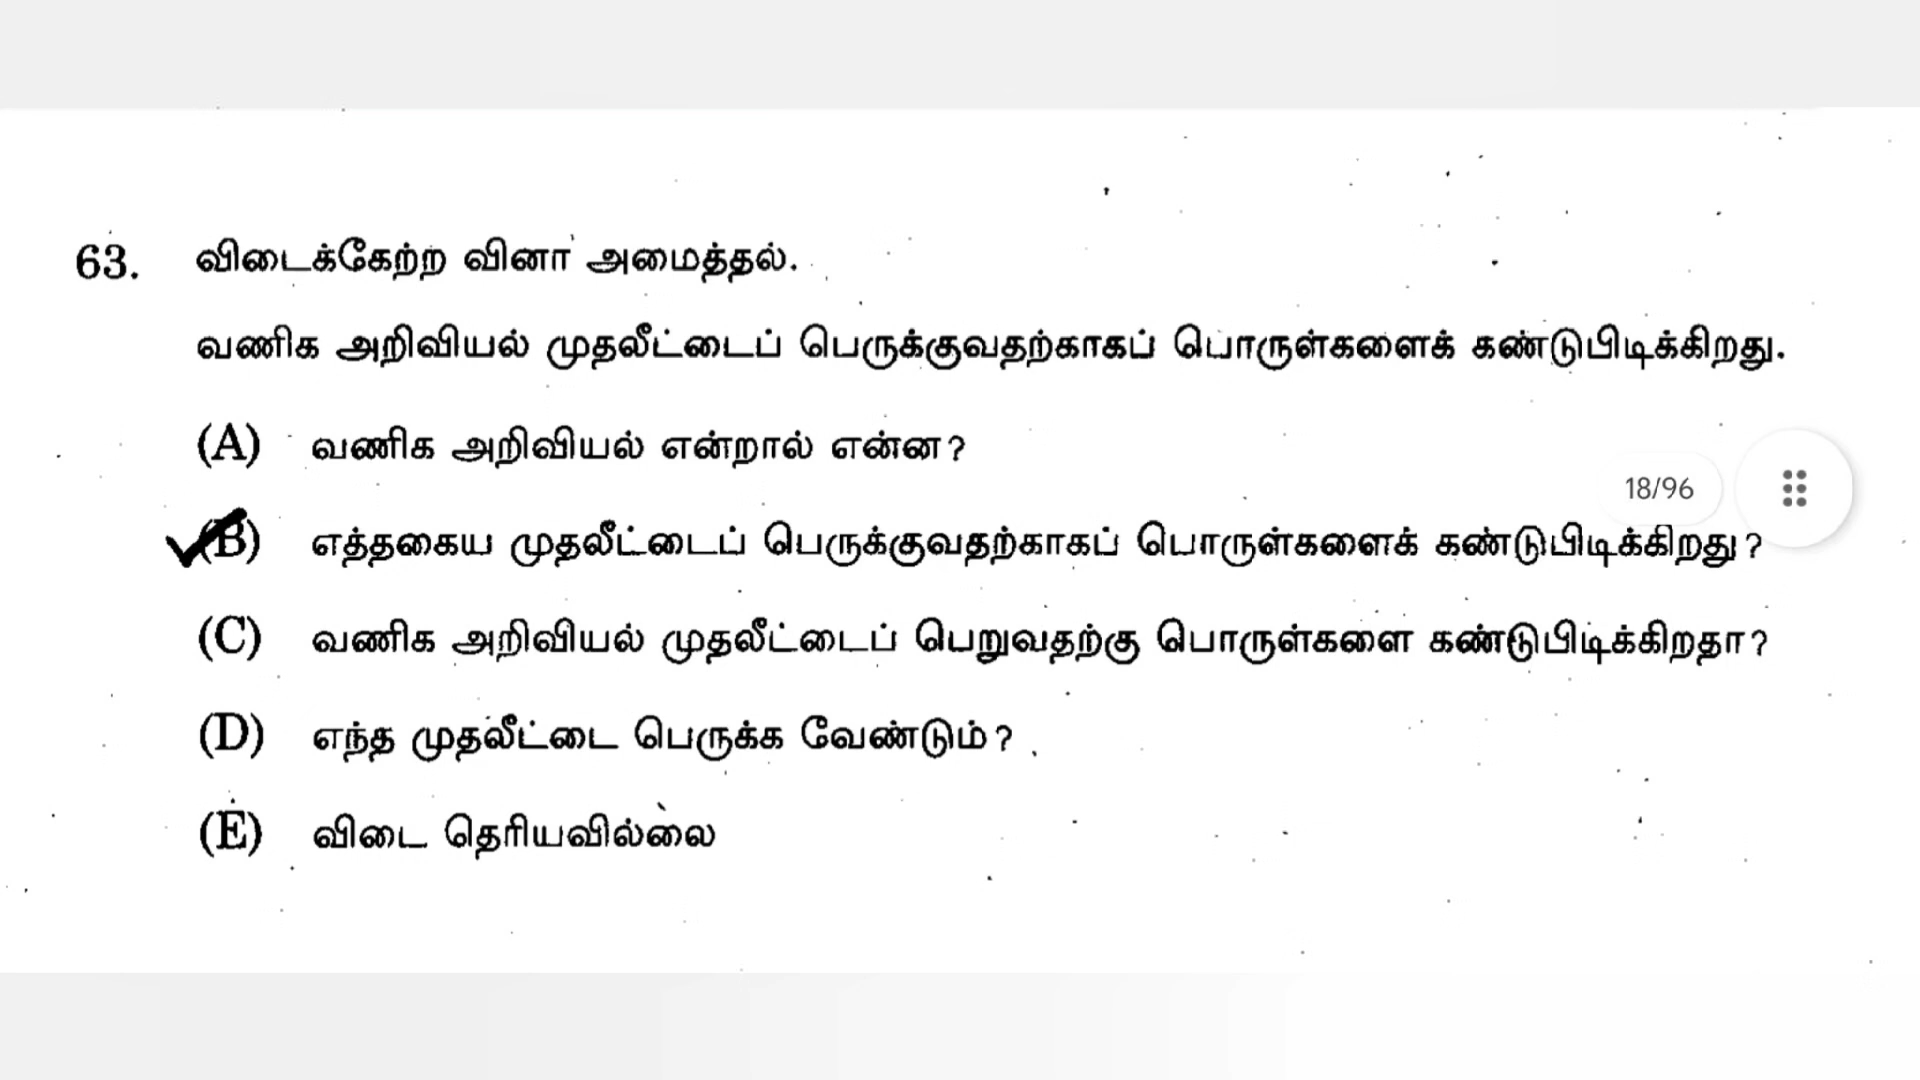 63. விடைக்கேற்ற வினா அமைத்தல்.
வணிக அறிவியல் முதலீட்டைப் பெருக்குவதற்காகப் பொருள்களைக் கண்டுபிடிக்கிறது.
(A) வணிக அறிவியல் என்றால் என்ன?
18/96
(B) எத்தகைய முதலீட்டைப் பெருக்குவதற்காகப் பொருள்களைக் கண்டுபிடிக்கிறது?
(C) வணிக அறிவியல் முதலீட்டைப் பெறுவதற்கு பொருள்களை கண்டுபிடிக்கிறதா?
(D) எந்த முதலீட்டை பெருக்க வேண்டும்?
(E) விடை தெரியவில்லை